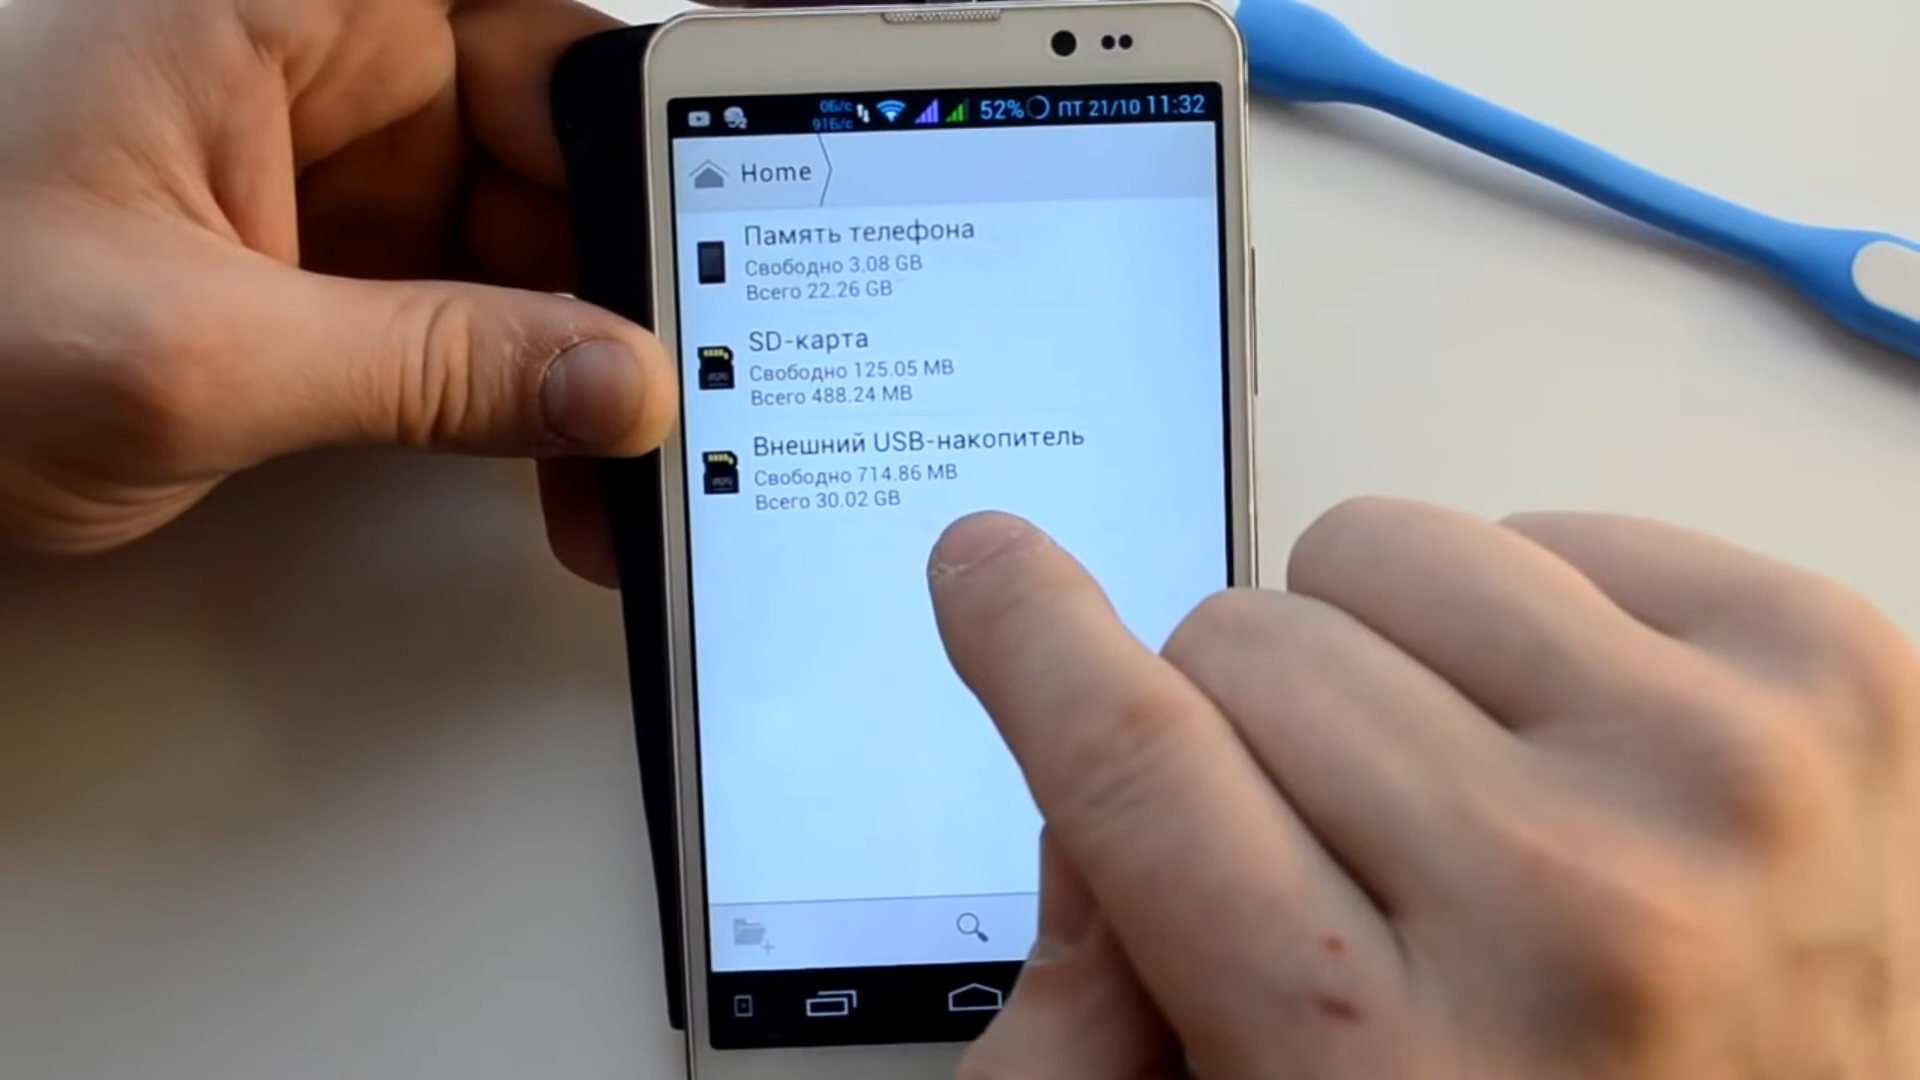 0Б/с
91Б/с
52% ПТ 21/10 11:32
Home
Память телефона
Свободно 3.08 GB
Всего 22.26 GB
SD-карта
Свободно 125.05 MB
Всего 488.24 MB
Внешний USB-накопитель
Свободно 714.86 MB
Всего 30.02 GB